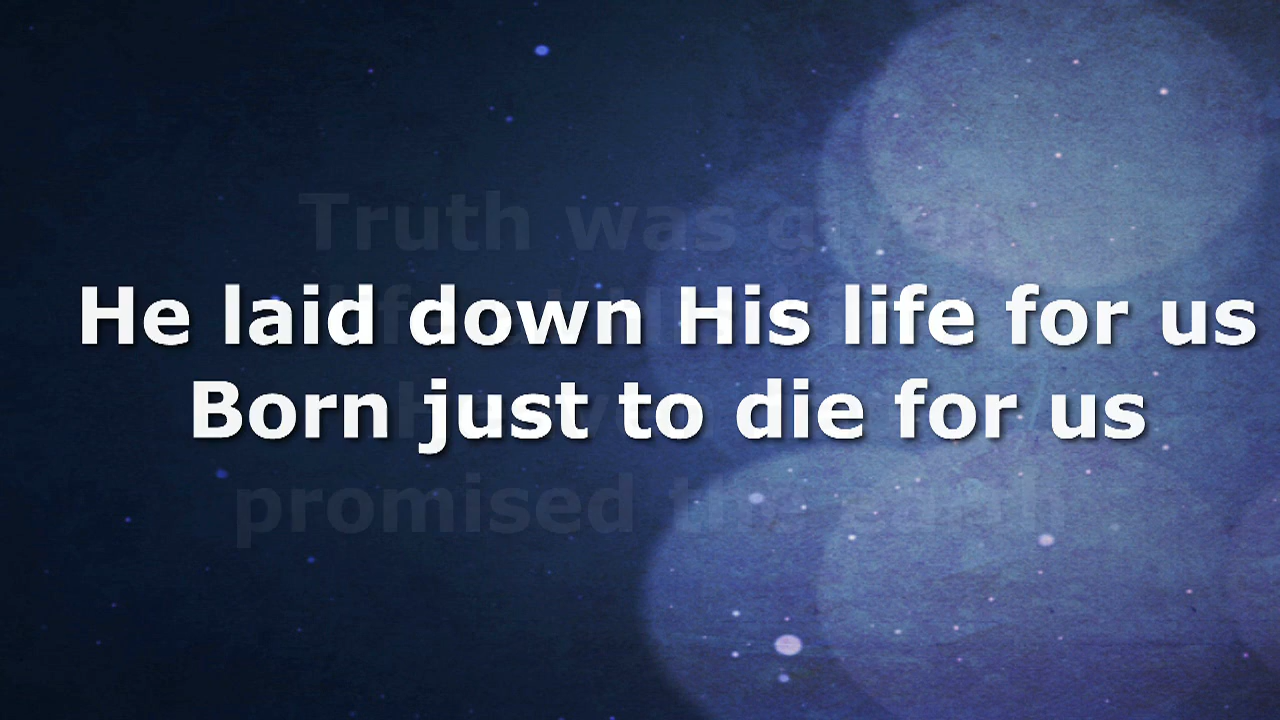 Truth was given
He laid down His life for us
Born just to die for us
promised the earth